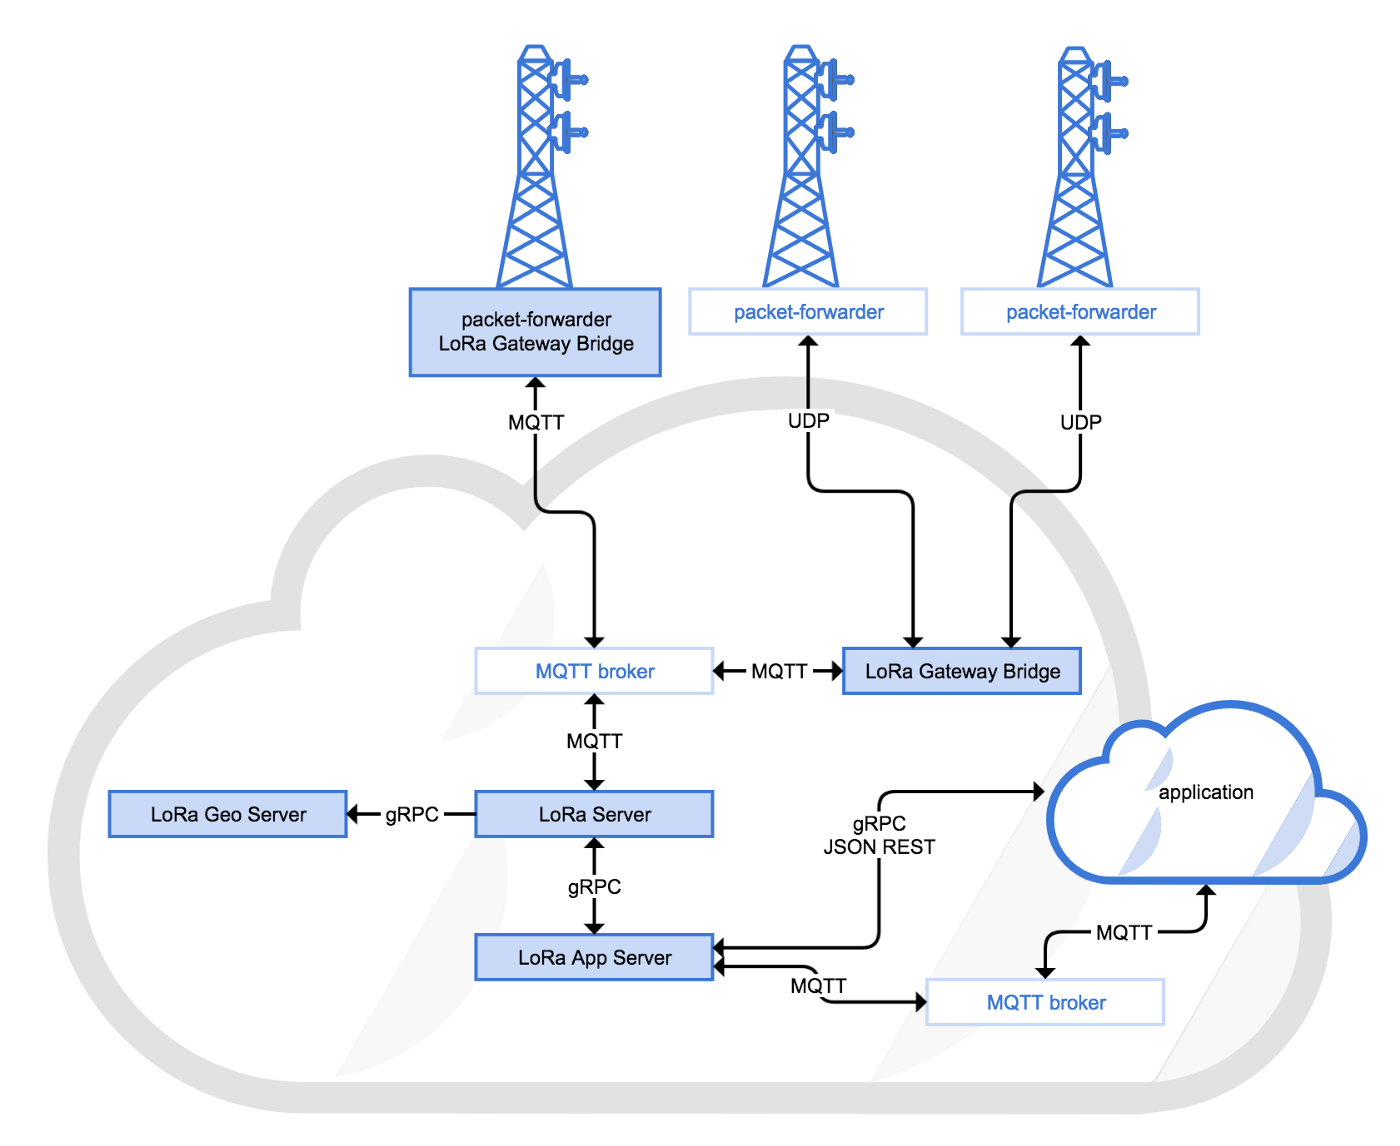 packet-forwarder
LoRa Gateway Bridge
packet-forwarder
packet-forwarder
MQTT
UDP
UDP
MQTT broker
MQTT
LoRa Gateway Bridge
MQTT
application
LoRa Geo Server
gRPC
LoRa Server
gRPC
JSON REST
gRPC
MQTT
LoRa App Server
MQTT
MQTT broker